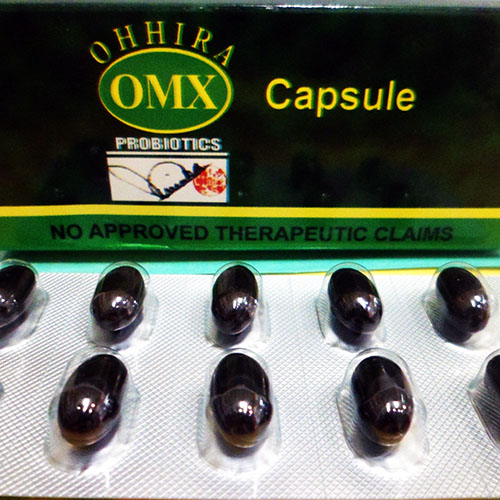 OHHIRA
OMX
Capsule
PROBIOTICS
NO APPROVED THERAPEUTIC CLAIMS